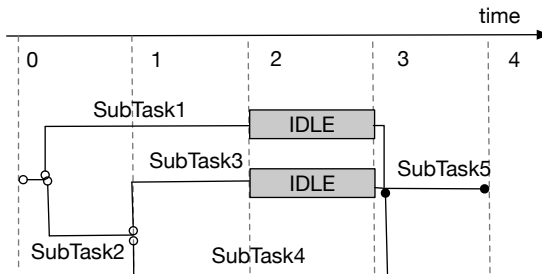 time
0 1 2 3 4
SubTask1
IDLE
SubTask3
IDLE
SubTask5
SubTask2
SubTask4